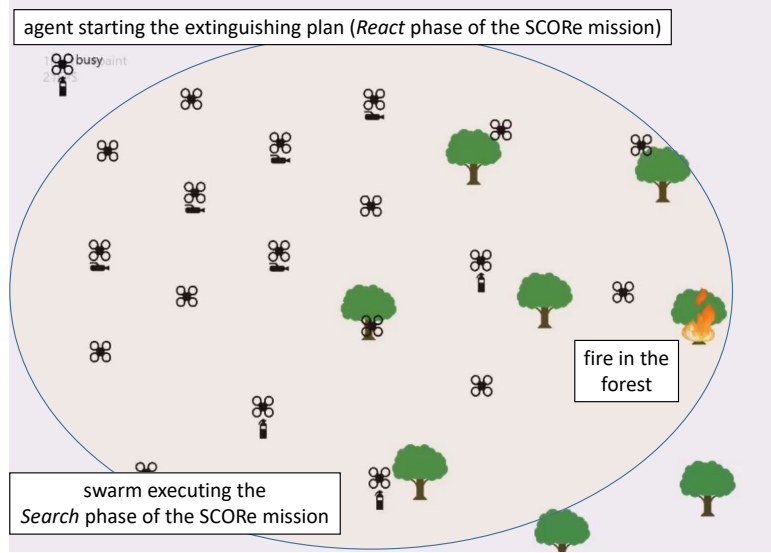 agent starting the extinguishing plan (React phase of the SCORe mission)
busy
fire in the
forest
swarm executing the
Search phase of the SCORe mission